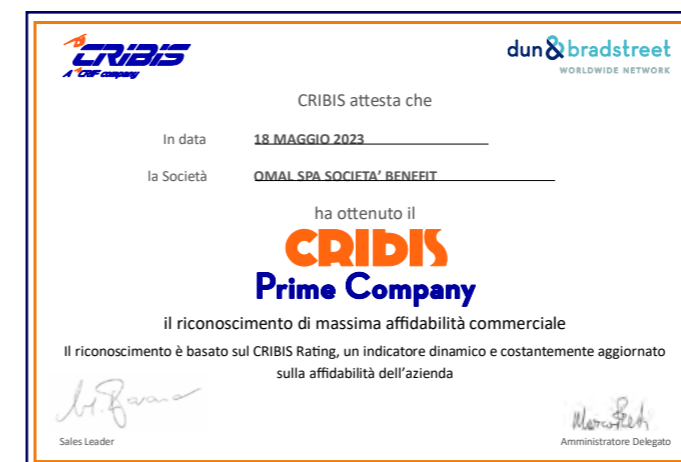 CRIBIS
A CRIF company
dun & bradstreet
WORLDWIDE NETWORK
CRIBIS attesta che
In data 18 MAGGIO 2023
la Società OMAL SPA SOCIETA' BENEFIT
ha ottenuto il
CRIBIS
Prime Company
il riconoscimento di massima affidabilità commerciale
Il riconoscimento è basato sul CRIBIS Rating, un indicatore dinamico e costantemente aggiornato
sulla affidabilità dell'azienda
Sales Leader
Amministratore Delegato